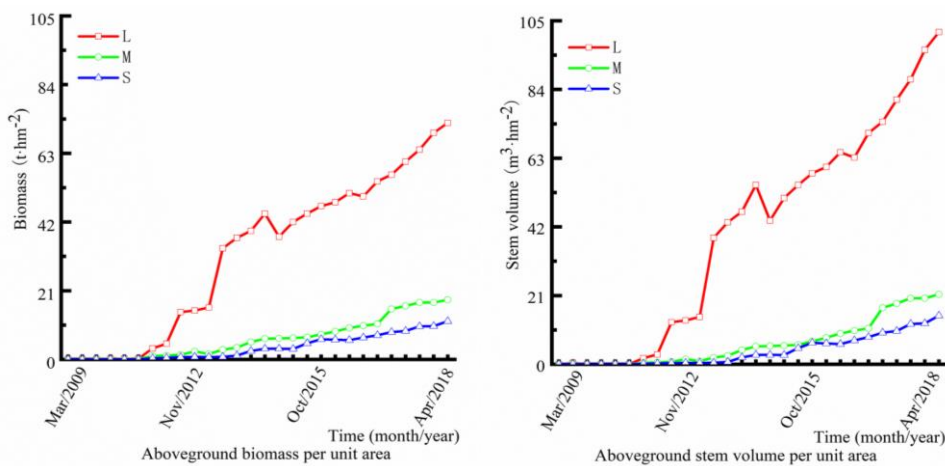 105
84
63
42
21
0
Biomass (t·hm-2)
L
M
S
Mar/2009
Nov/2012
Oct/2015
Apr/2018
Time (month/year)
Aboveground biomass per unit area
105
84
63
42
21
0
Stem volume (m3·hm-2)
L
M
S
Mar/2009
Nov/2012
Oct/2015
Apr/2018
Time (month/year)
Aboveground stem volume per unit area